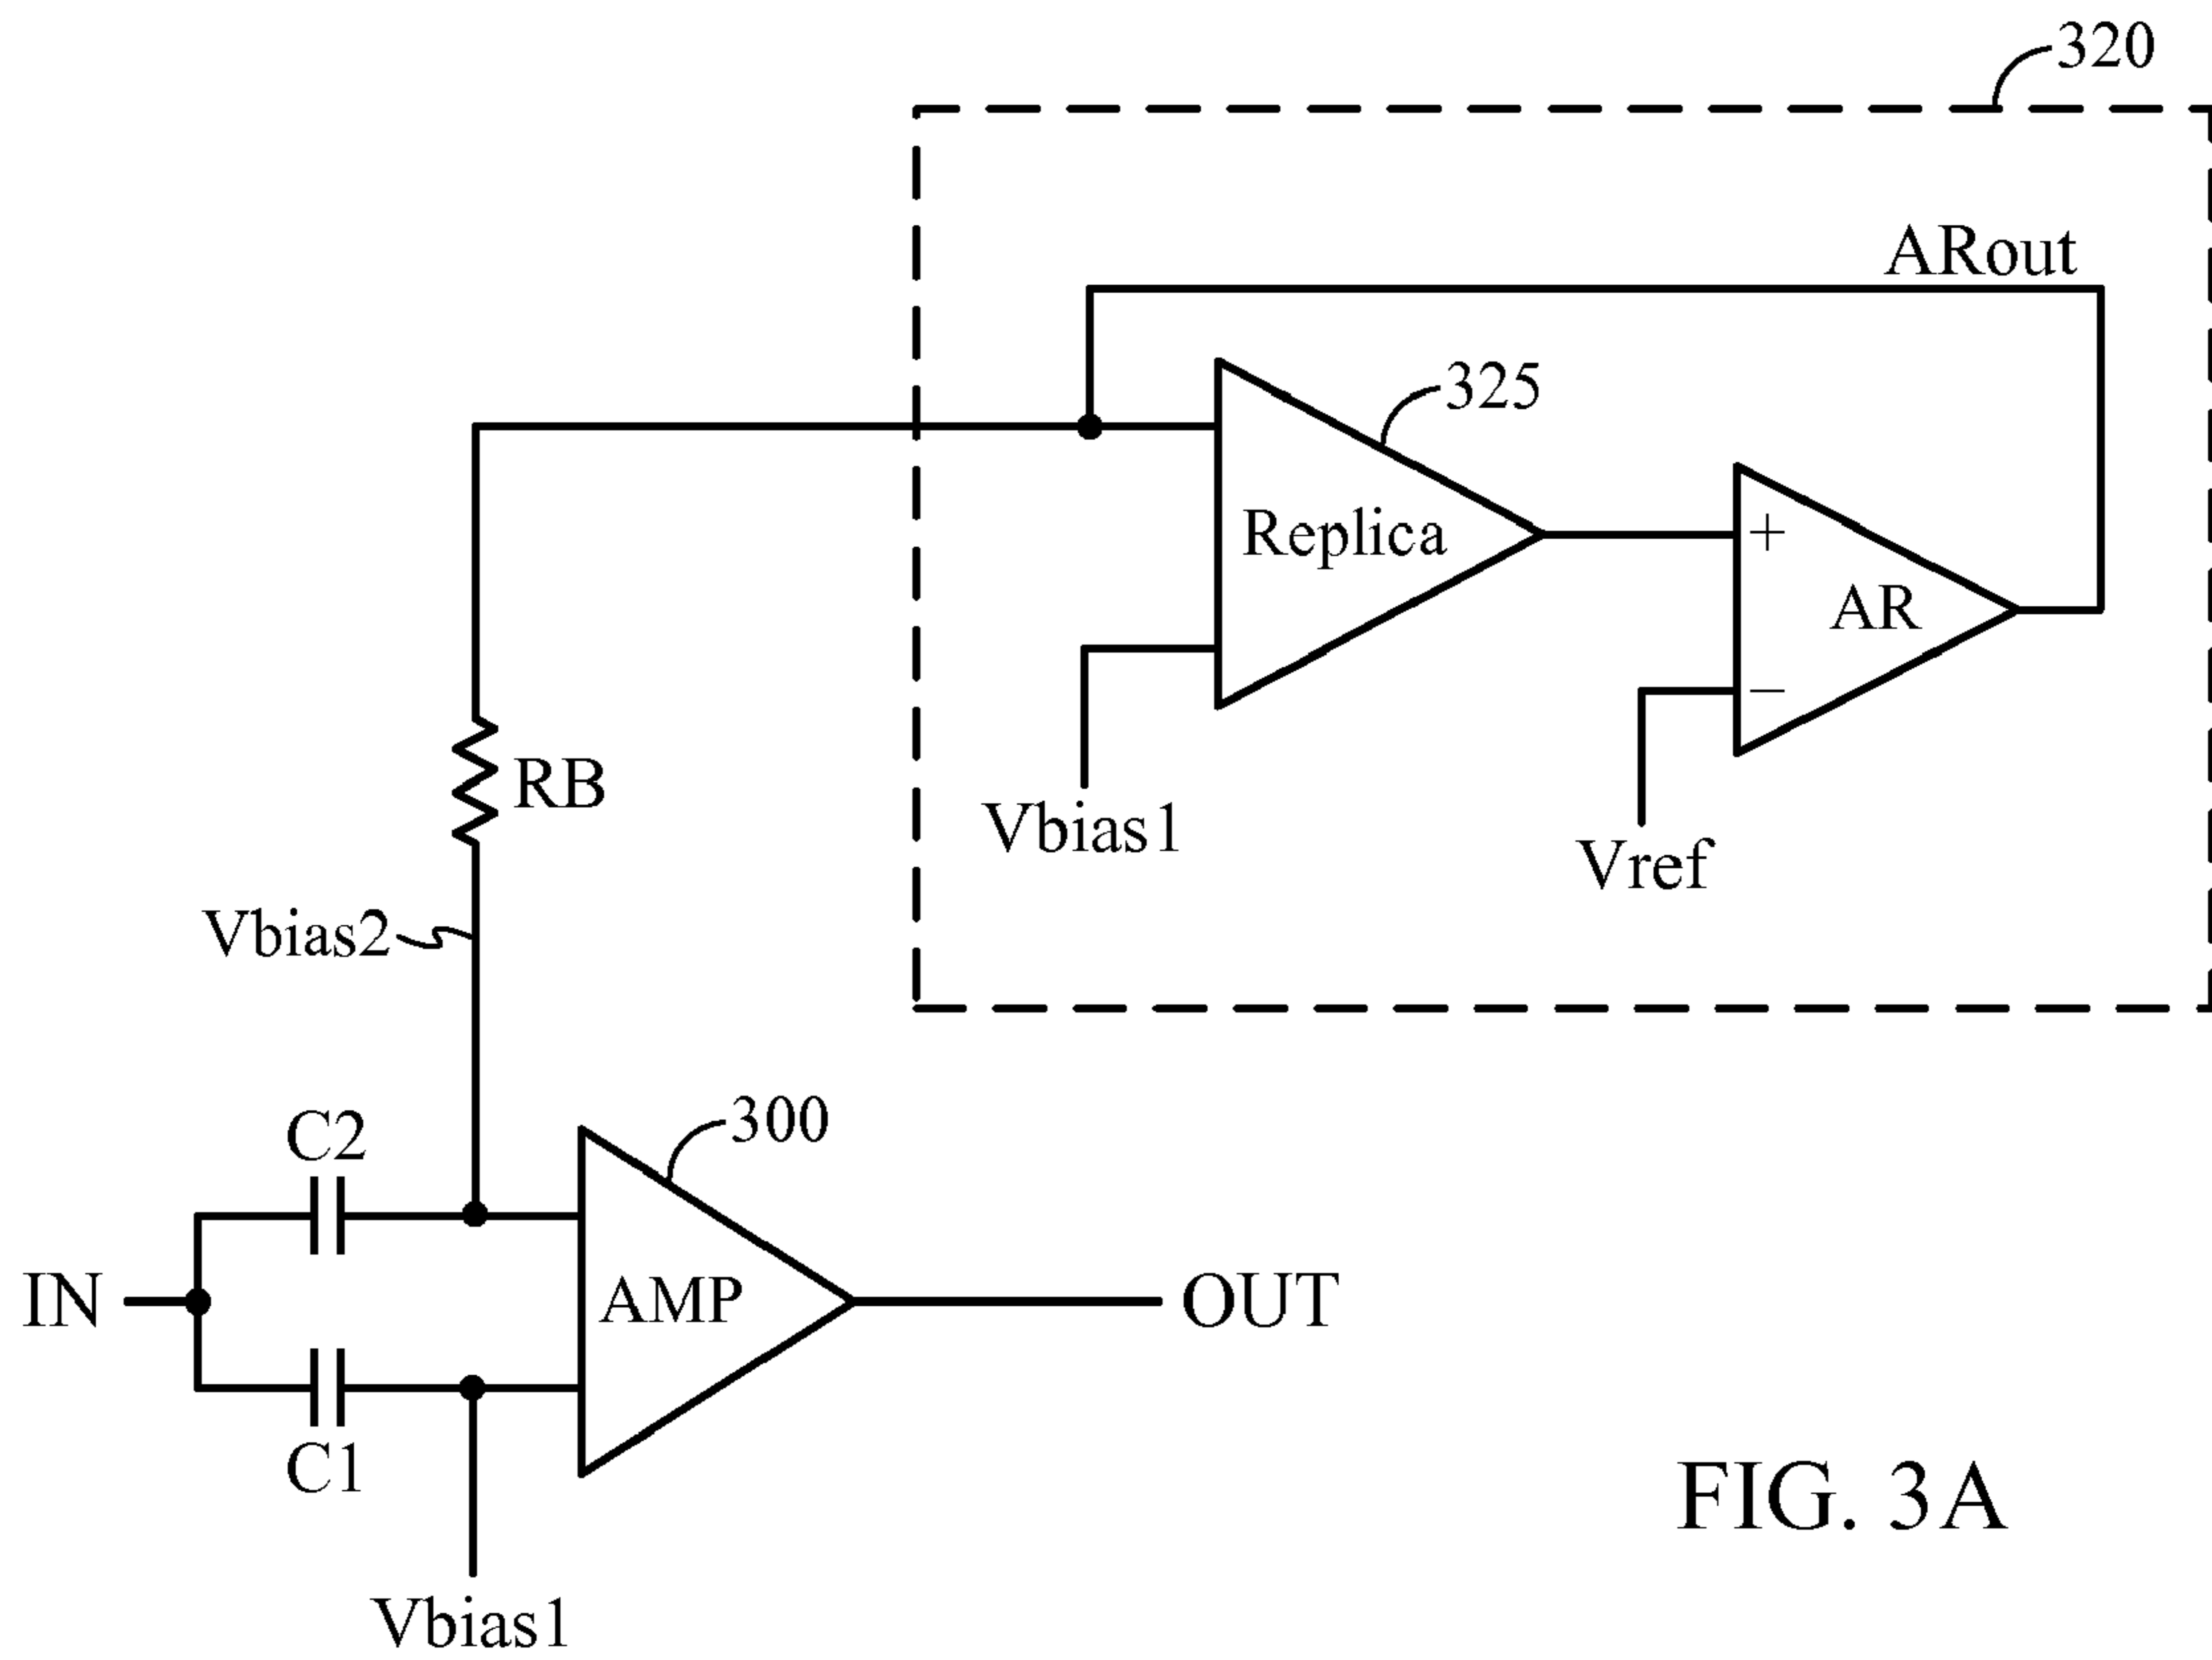 320
ARout
325
Replica
+
AR
−
RB
Vbias1
Vref
Vbias2
C2
300
IN
AMP
OUT
C1
FIG. 3A
Vbias1